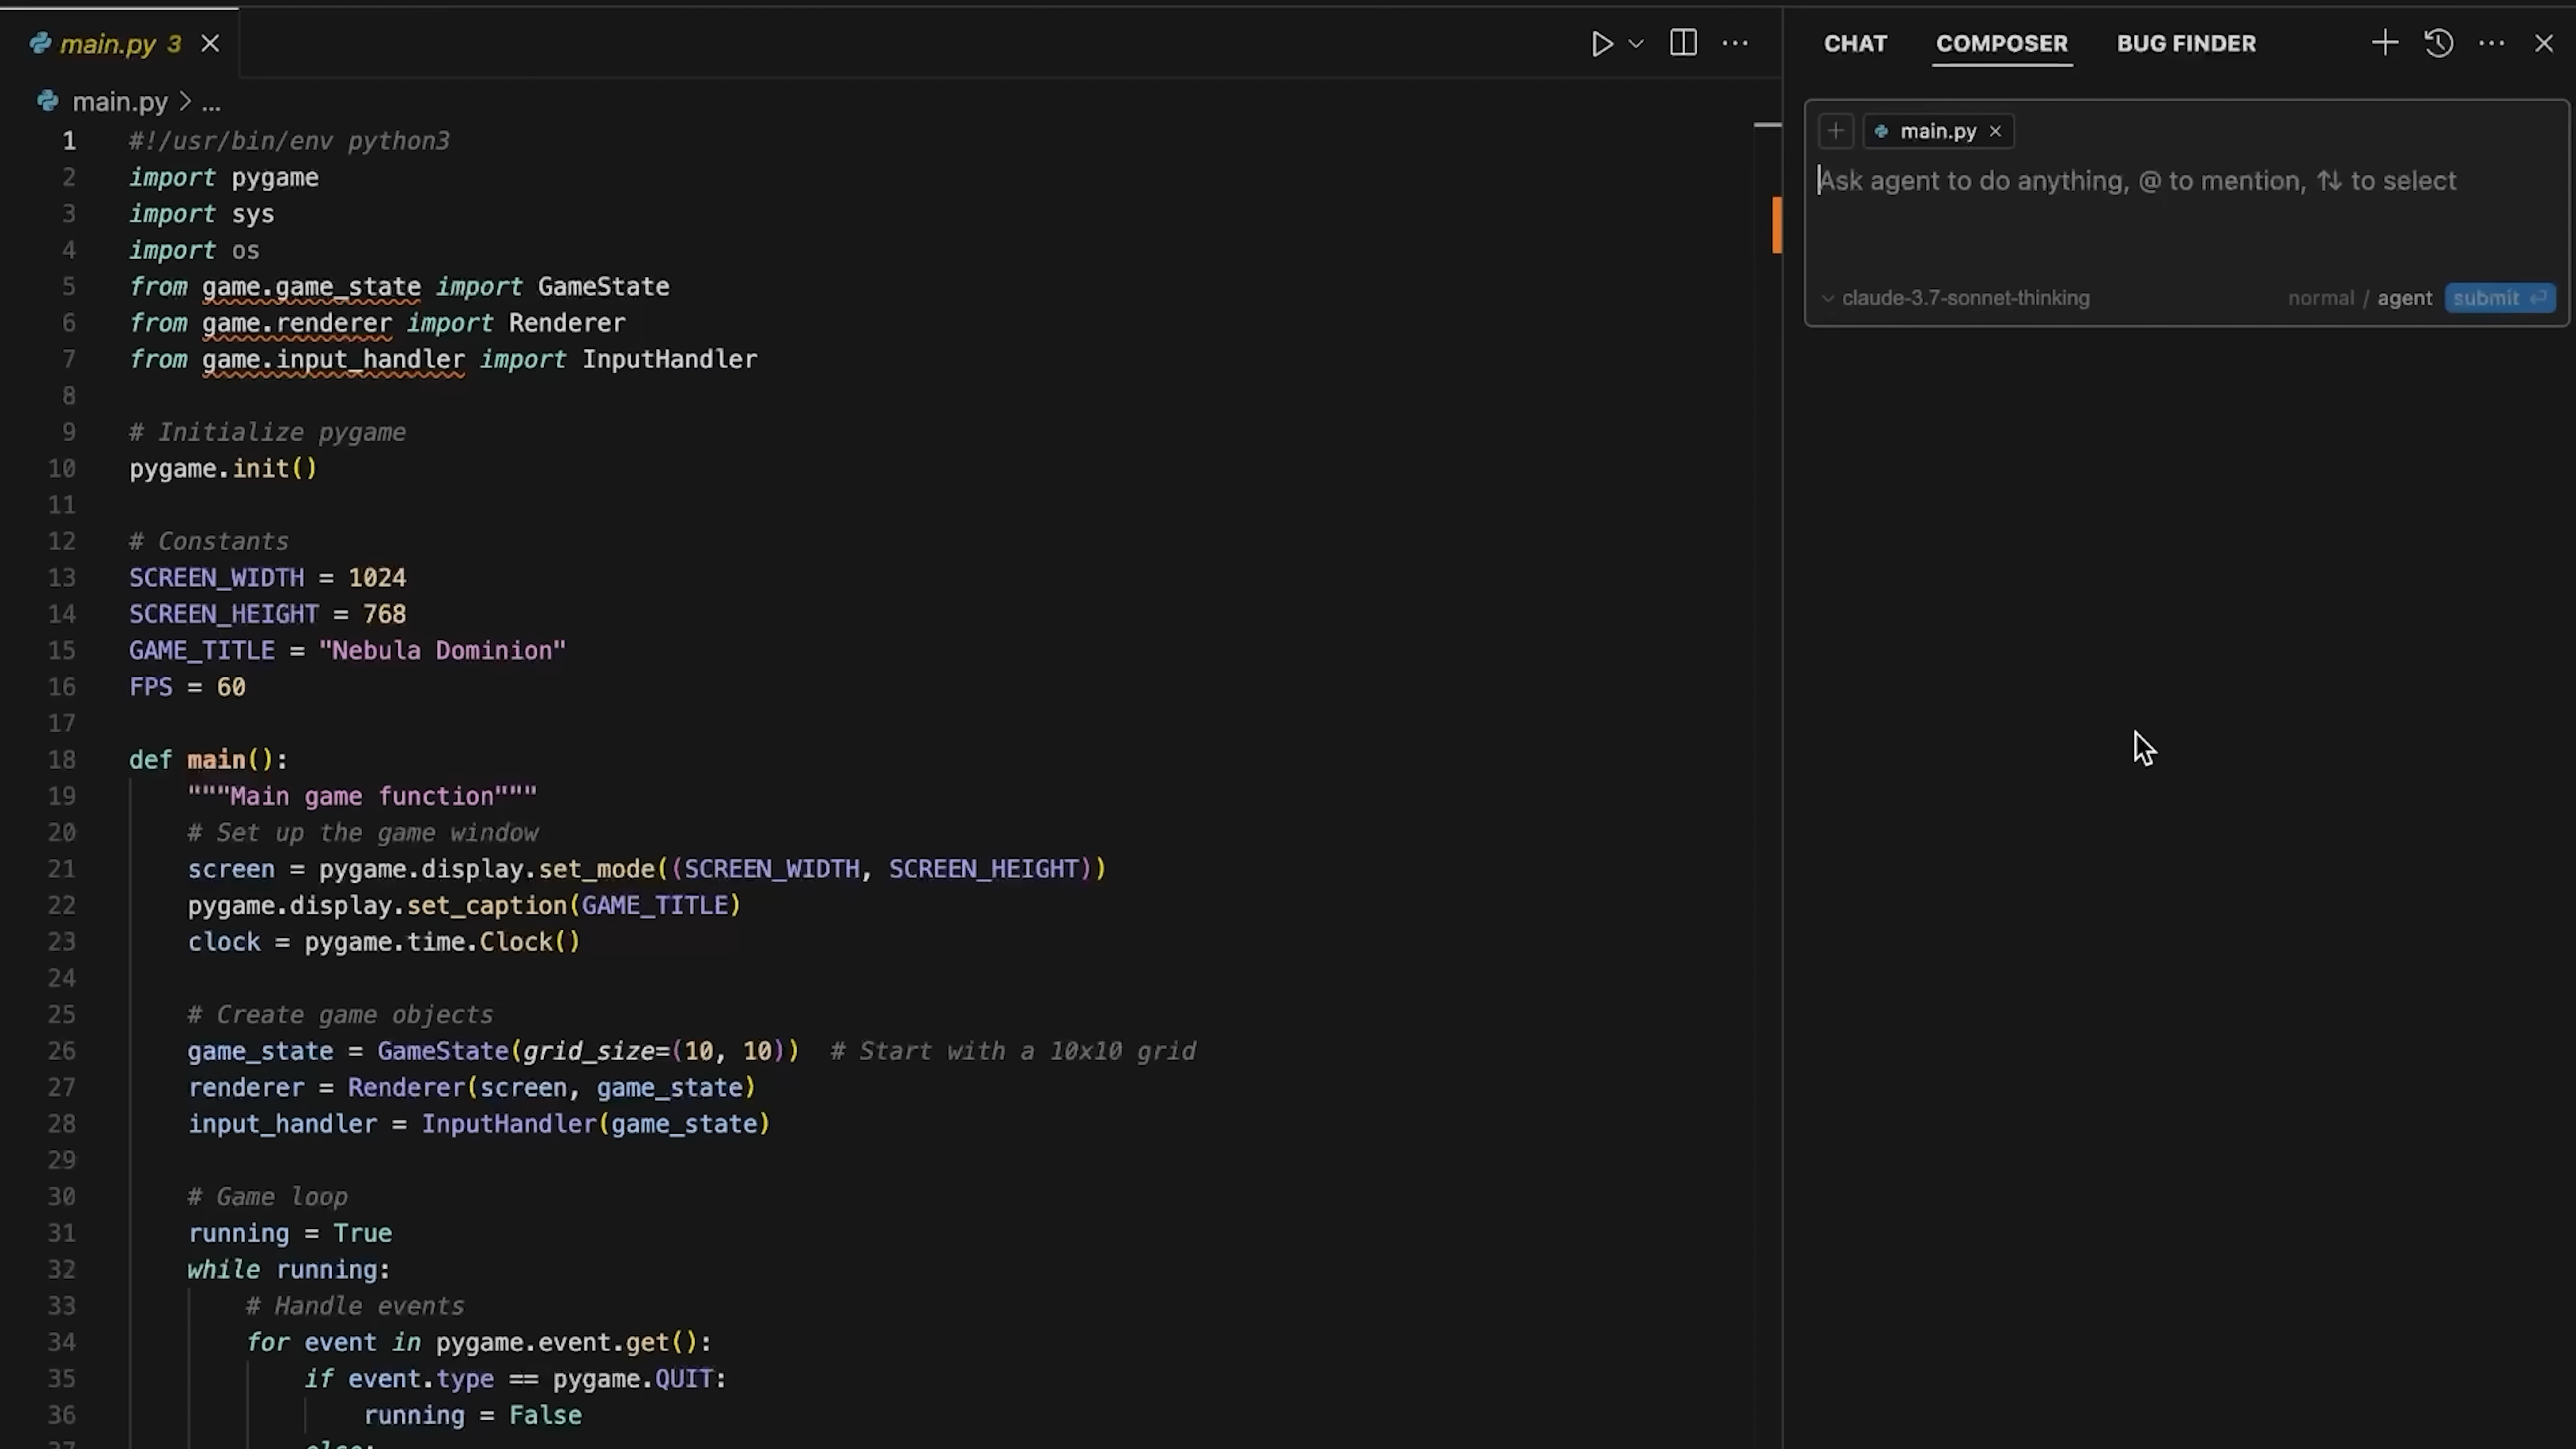 main.py 3
CHAT COMPOSER BUG FINDER
main.py > ...
1 #!/usr/bin/env python3
2 import pygame
3 import sys
4 import os
5 from game.game_state import GameState
6 from game.renderer import Renderer
7 from game.input_handler import InputHandler
8
9 # Initialize pygame
10 pygame.init()
11
12 # Constants
13 SCREEN_WIDTH = 1024
14 SCREEN_HEIGHT = 768
15 GAME_TITLE = "Nebula Dominion"
16 FPS = 60
17
18 def main():
19     """Main game function"""
20     # Set up the game window
21     screen = pygame.display.set_mode((SCREEN_WIDTH, SCREEN_HEIGHT))
22     pygame.display.set_caption(GAME_TITLE)
23     clock = pygame.time.Clock()
24
25     # Create game objects
26     game_state = GameState(grid_size=(10, 10))  # Start with a 10x10 grid
27     renderer = Renderer(screen, game_state)
28     input_handler = InputHandler(game_state)
29
30     # Game loop
31     running = True
32     while running:
33         # Handle events
34         for event in pygame.event.get():
35             if event.type == pygame.QUIT:
36                 running = False
37             else:
main.py
Ask agent to do anything, @ to mention, ⇅ to select
claude-3.7-sonnet-thinking normal / agent submit ⏎